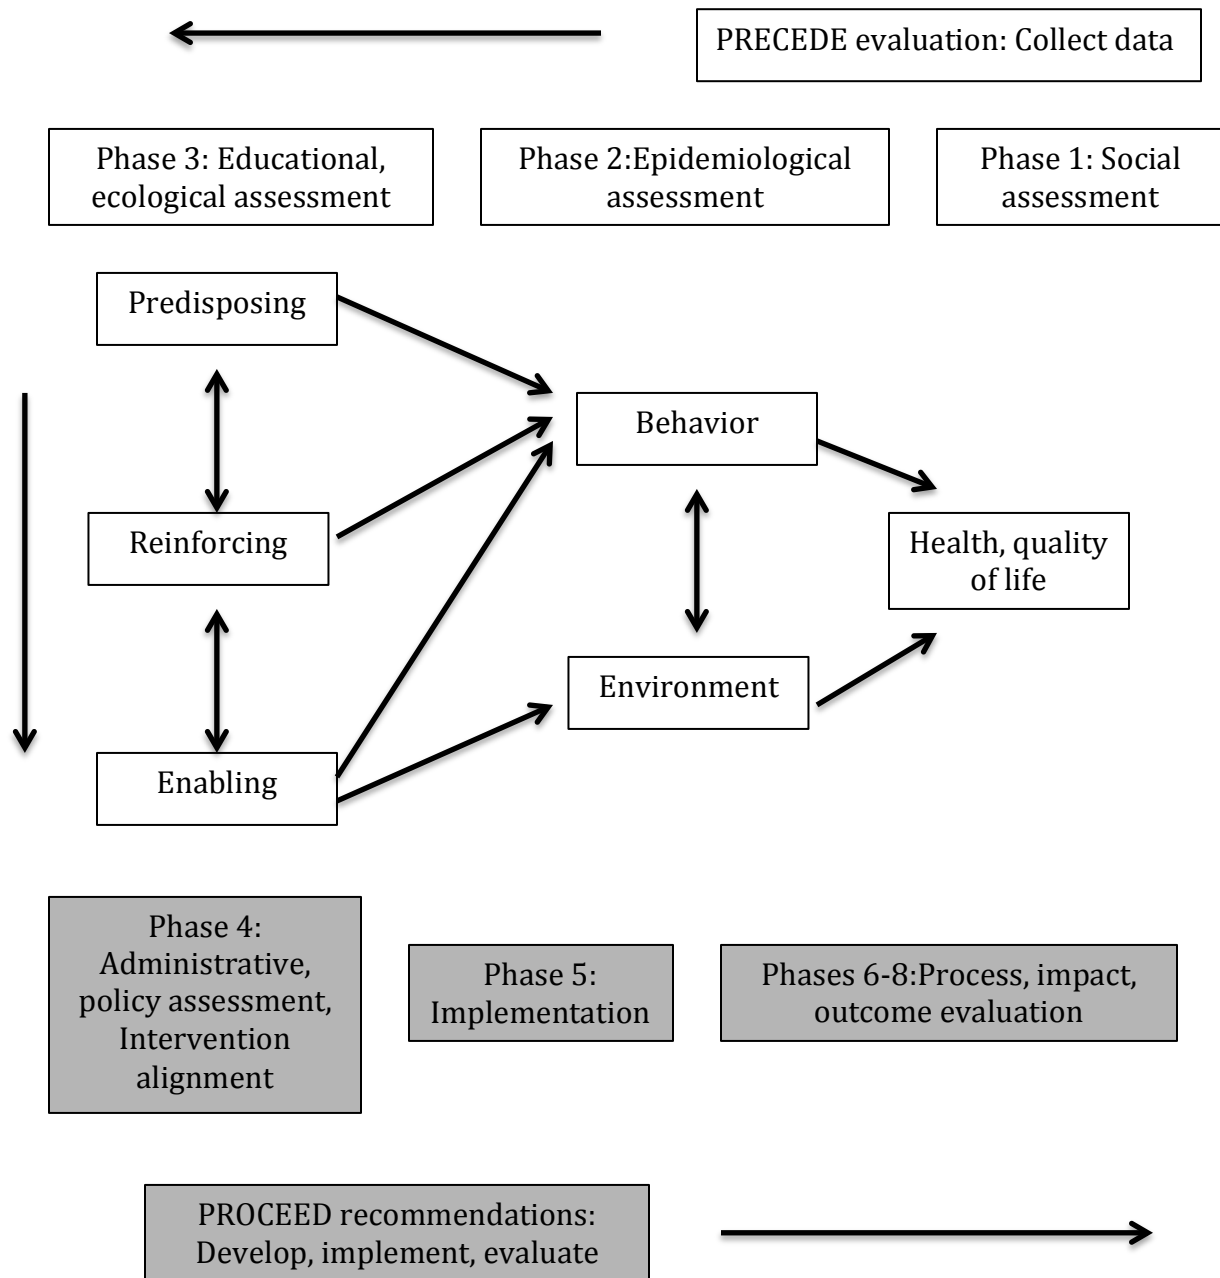 PRECEDE evaluation: Collect data
Phase 3: Educational,
ecological assessment
Phase 2:Epidemiological
assessment
Phase 1: Social
assessment
Predisposing
Behavior
Reinforcing
Health, quality
of life
Environment
Enabling
Phase 4:
Administrative,
policy assessment,
Intervention
alignment
Phase 5:
Implementation
Phases 6-8:Process, impact,
outcome evaluation
PROCEED recommendations:
Develop, implement, evaluate